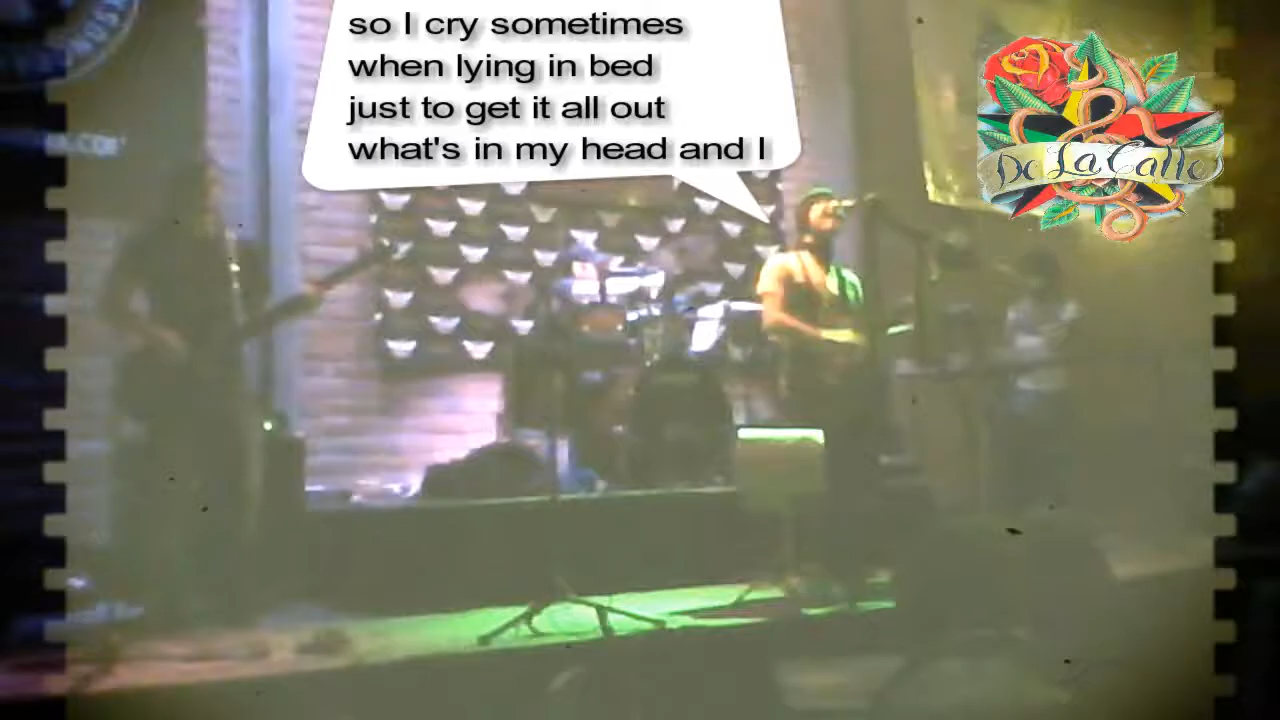 so I cry sometimes
when lying in bed
just to get it all out
what's in my head and I
De La Calle